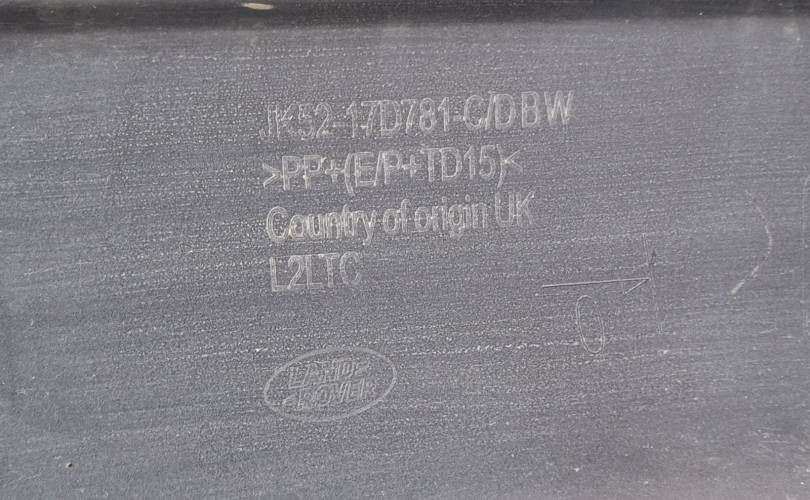 JK52-17D781-C/DBW
>PP+(E/P+TD15)<
Country of origin UK
L2LTC
LAND-
-ROVER